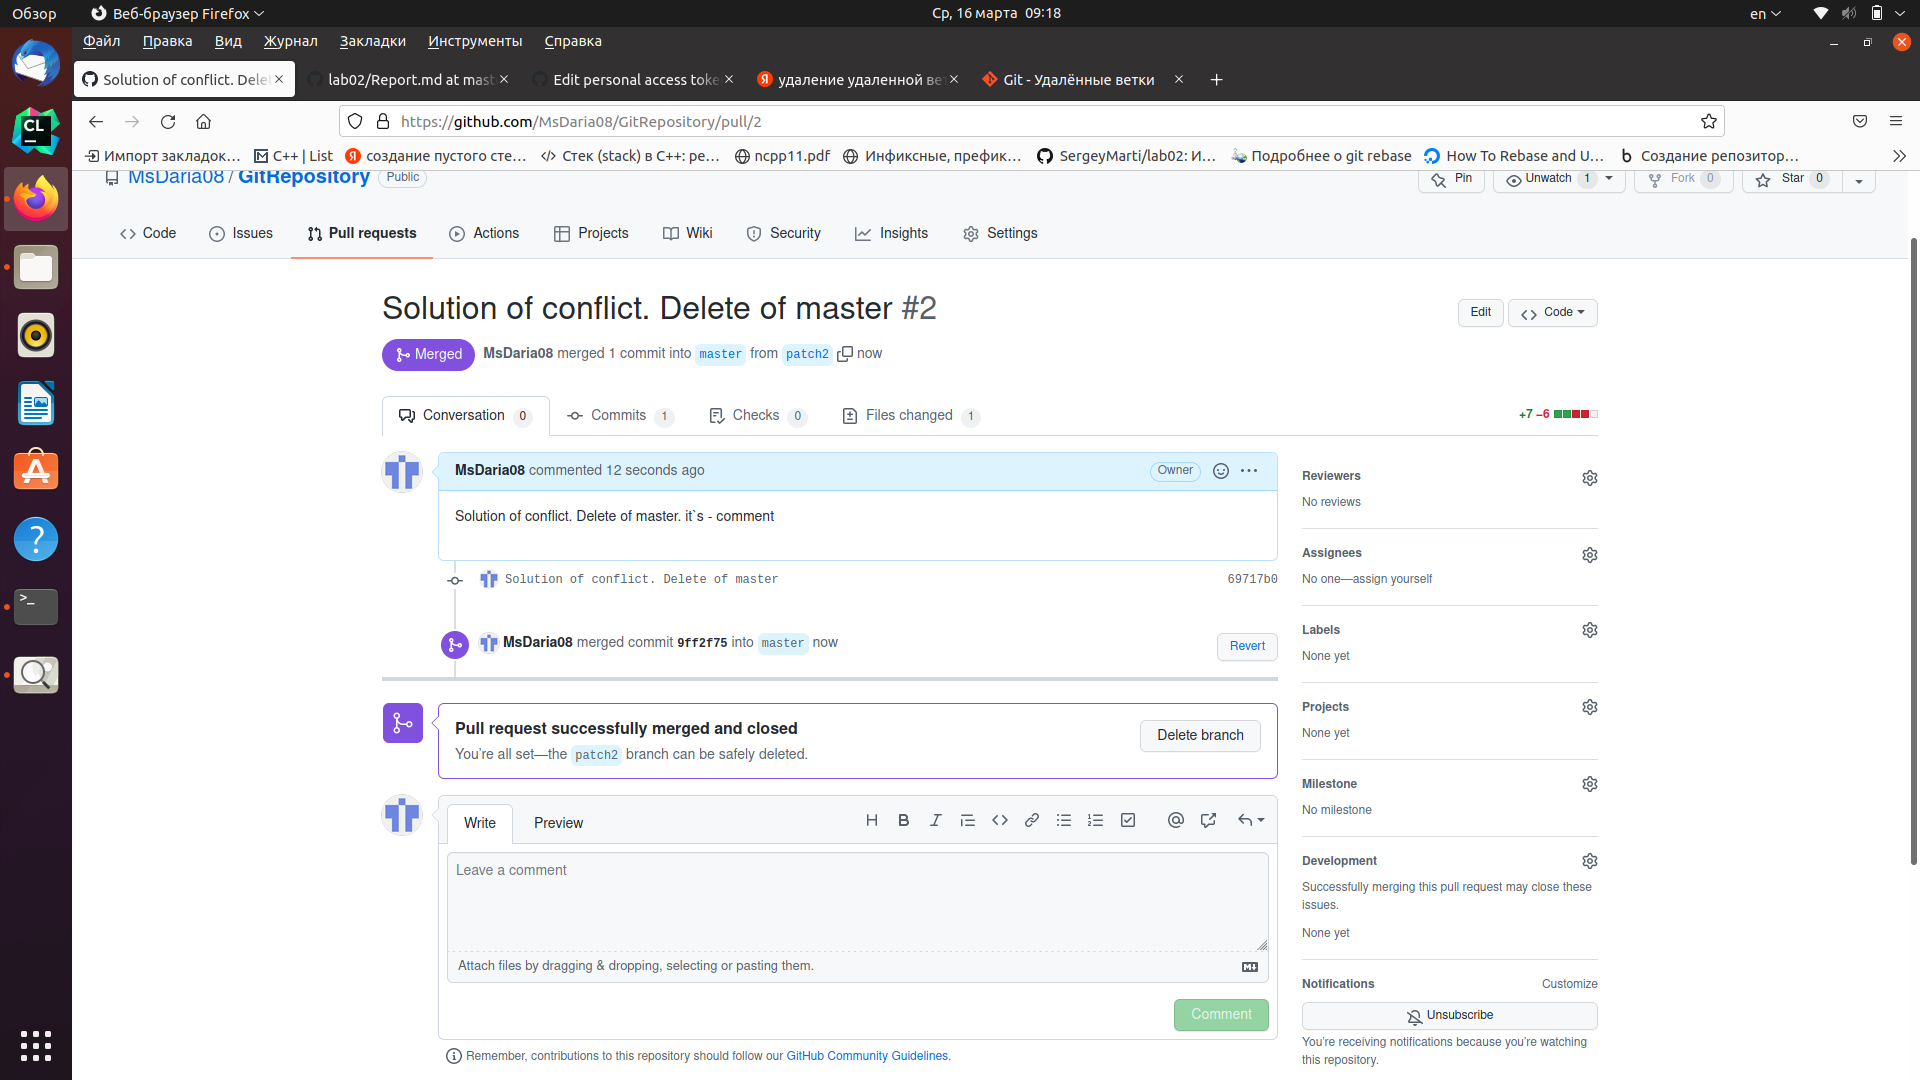 Обзор
Веб-браузер Firefox
Ср, 16 марта 09:18
en
Файл Правка Вид Журнал Закладки Инструменты Справка
Solution of conflict. Dele
lab02/Report.md at mast
Edit personal access toke
удаление удаленной ве
Git - Удалённые ветки
https://github.com/MsDaria08/GitRepository/pull/2
Импорт закладок…
C++ | List
создание пустого сте…
Стек (stack) в C++: ре…
ncpp11.pdf
Инфиксные, префик…
SergeyMarti/lab02: И…
Подробнее о git rebase
How To Rebase and U…
Создание репозитор…
MsDaria08 / GitRepository Public
Pin
Unwatch 1
Fork 0
Star 0
Code Issues Pull requests Actions Projects Wiki Security Insights Settings
Solution of conflict. Delete of master #2
Edit
Code
Merged MsDaria08 merged 1 commit into master from patch2 now
Conversation 0 Commits 1 Checks 0 Files changed 1
+7 −6
MsDaria08 commented 12 seconds ago
Owner
Solution of conflict. Delete of master. it`s - comment
Solution of conflict. Delete of master 69717b0
MsDaria08 merged commit 9ff2f75 into master now
Revert
Pull request successfully merged and closed
You’re all set—the patch2 branch can be safely deleted.
Delete branch
Write Preview
Leave a comment
Attach files by dragging & dropping, selecting or pasting them.
Comment
Remember, contributions to this repository should follow our GitHub Community Guidelines.
Reviewers
No reviews
Assignees
No one—assign yourself
Labels
None yet
Projects
None yet
Milestone
No milestone
Development
Successfully merging this pull request may close these
issues.
None yet
Notifications Customize
Unsubscribe
You’re receiving notifications because you’re watching
this repository.